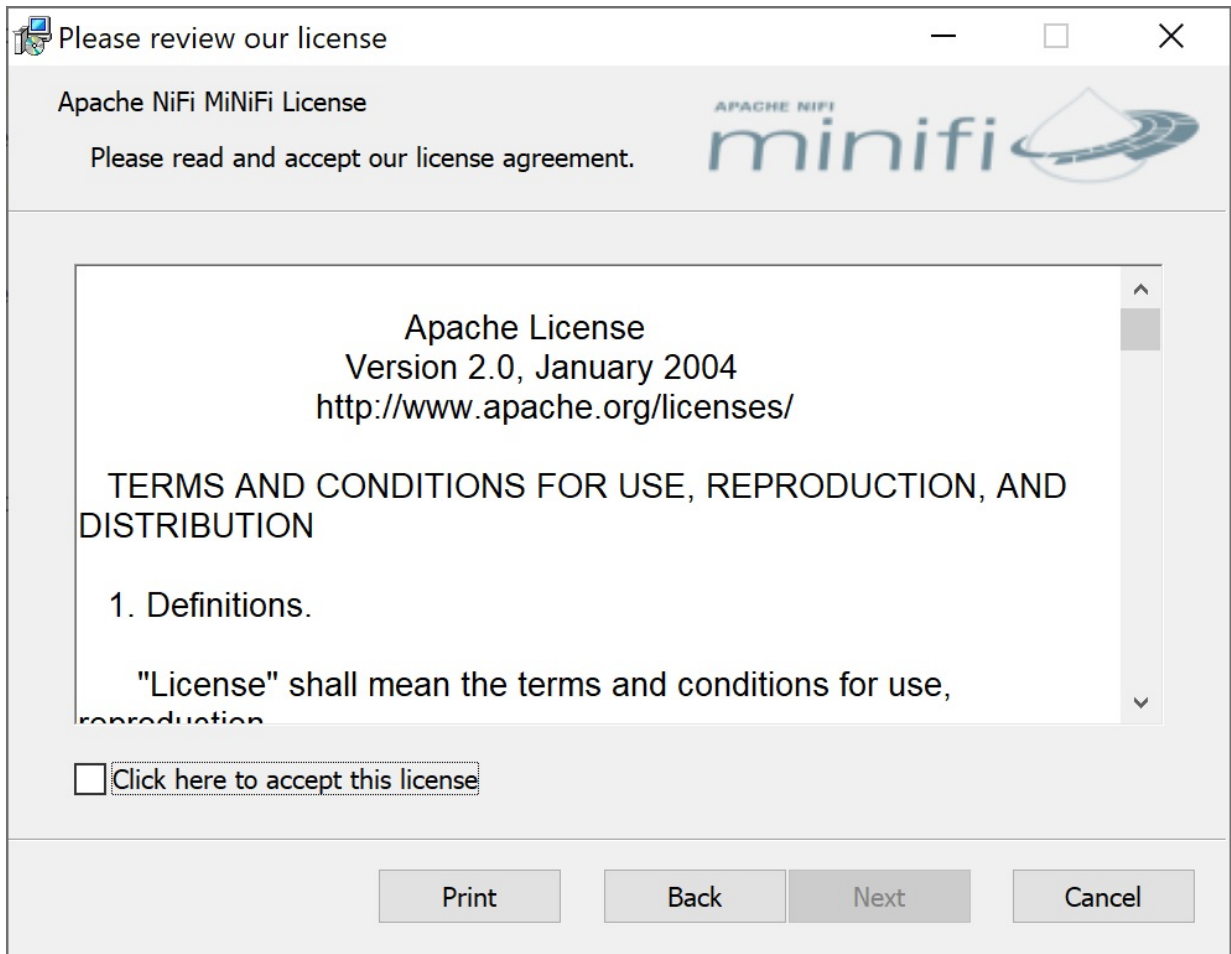 Please review our license
Apache NiFi MiNiFi License
Please read and accept our license agreement.
APACHE NIFI
minifi
Apache License
Version 2.0, January 2004
http://www.apache.org/licenses/
TERMS AND CONDITIONS FOR USE, REPRODUCTION, AND
DISTRIBUTION
1. Definitions.
"License" shall mean the terms and conditions for use,
reproduction
Click here to accept this license
Print
Back
Next
Cancel